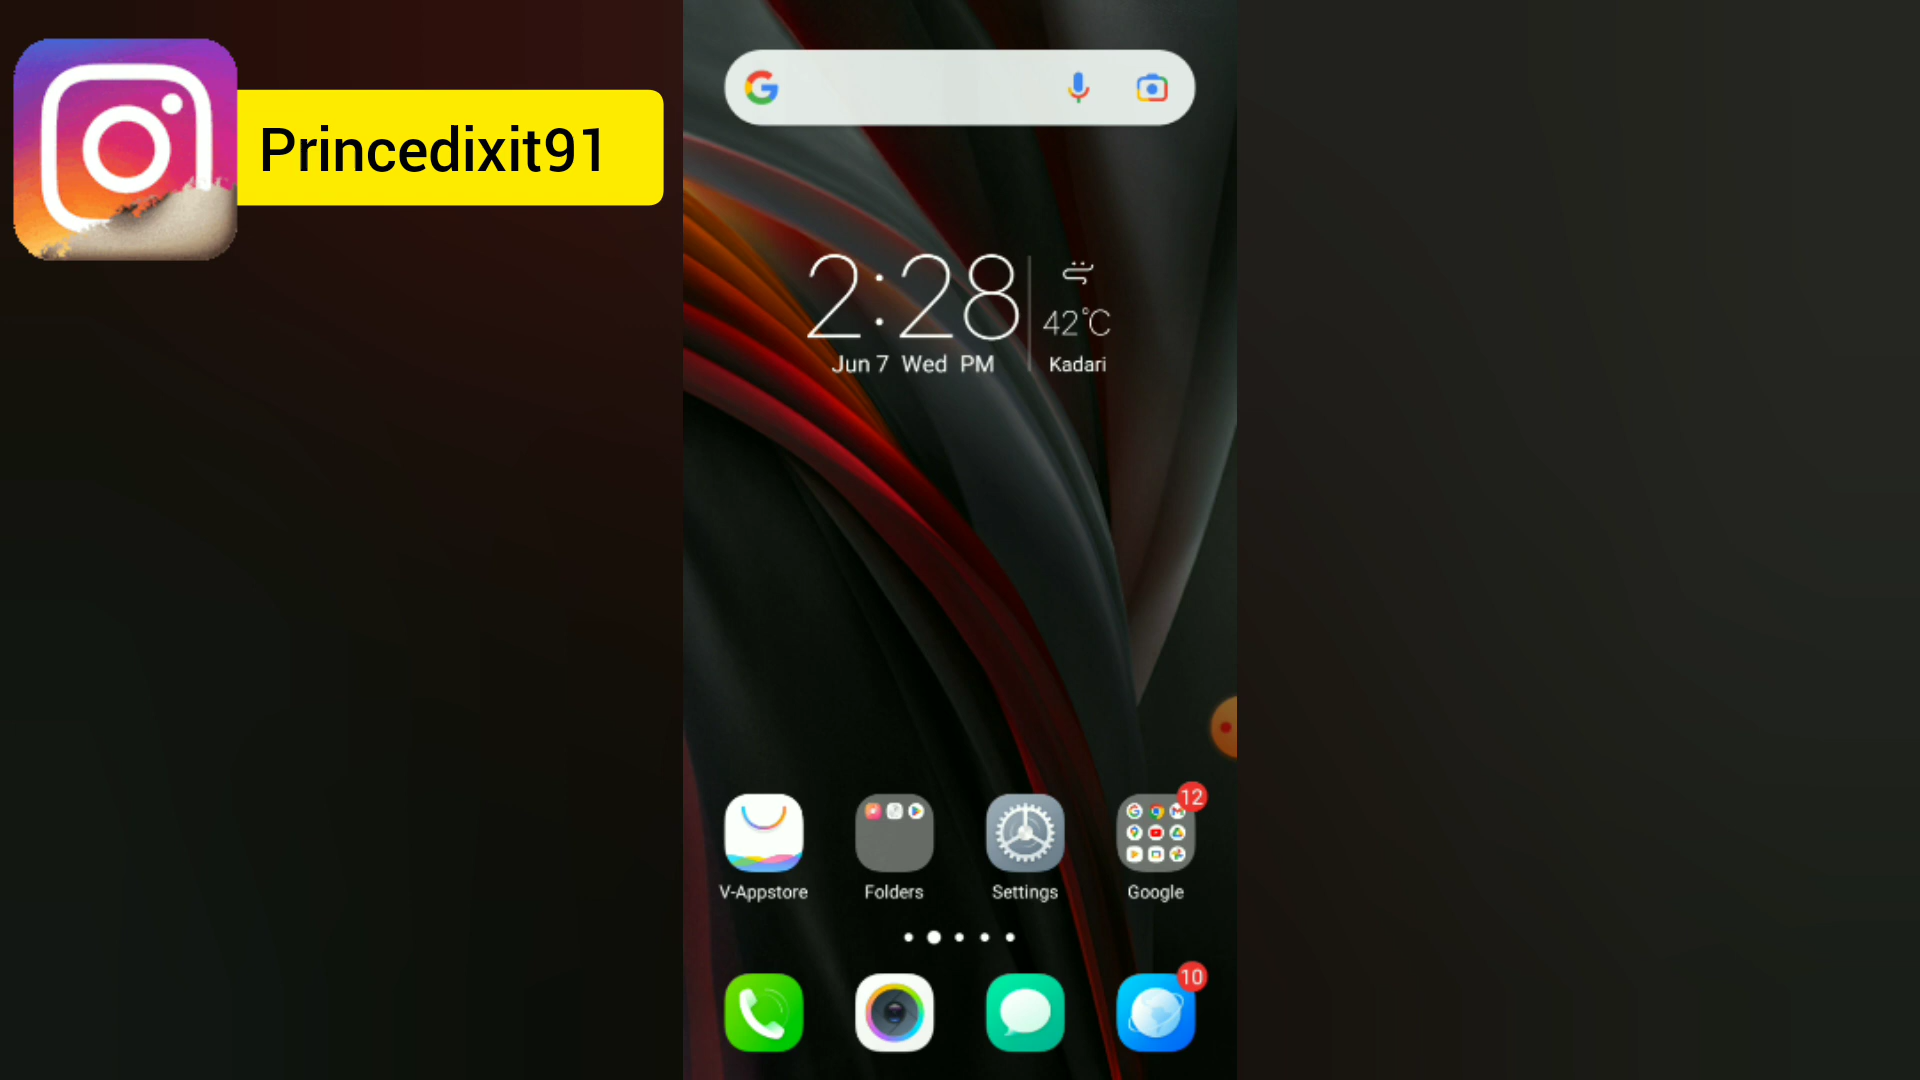 Princedixit91
2:28
Jun 7 Wed PM
42°C
Kadari
12
V-Appstore
Folders
Settings
Google
10